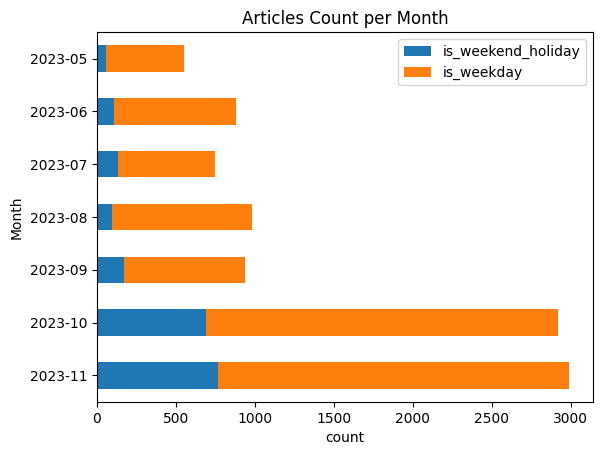 Articles Count per Month
is_weekend_holiday
is_weekday
2023-05
2023-06
2023-07
2023-08
2023-09
2023-10
2023-11
Month
0 500 1000 1500 2000 2500 3000
count